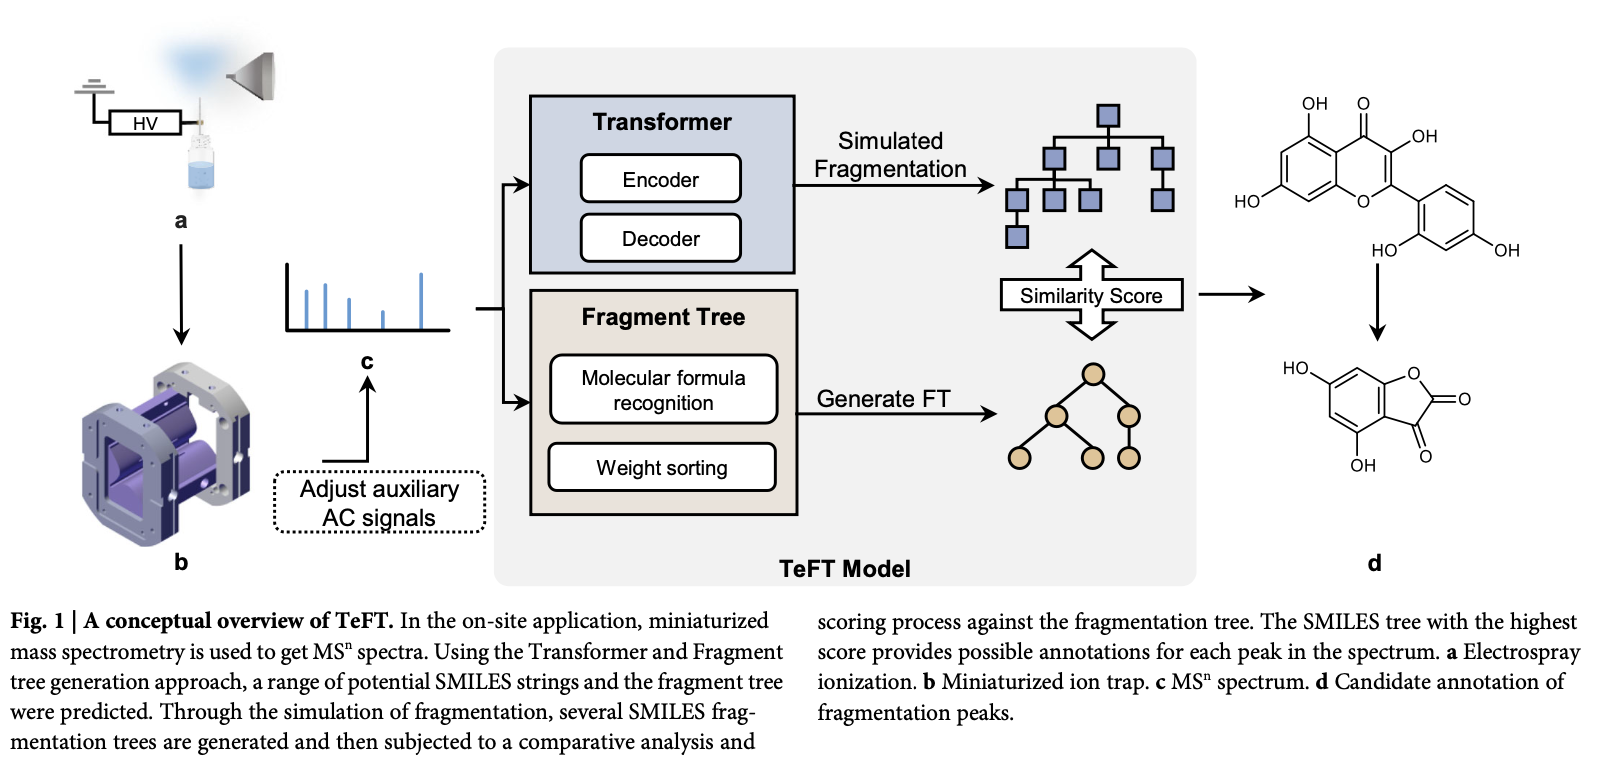 HV
a
b
c
Adjust auxiliary
AC signals
Transformer
Encoder
Decoder
Fragment Tree
Molecular formula
recognition
Weight sorting
Simulated
Fragmentation
Generate FT
Similarity Score
TeFT Model
OH
O
OH
HO
O
HO
OH
HO
O
O
O
OH
d
Fig. 1 | A conceptual overview of TeFT. In the on-site application, miniaturized
mass spectrometry is used to get MSⁿ spectra. Using the Transformer and Fragment
tree generation approach, a range of potential SMILES strings and the fragment tree
were predicted. Through the simulation of fragmentation, several SMILES frag-
mentation trees are generated and then subjected to a comparative analysis and
scoring process against the fragmentation tree. The SMILES tree with the highest
score provides possible annotations for each peak in the spectrum. a Electrospray
ionization. b Miniaturized ion trap. c MSⁿ spectrum. d Candidate annotation of
fragmentation peaks.